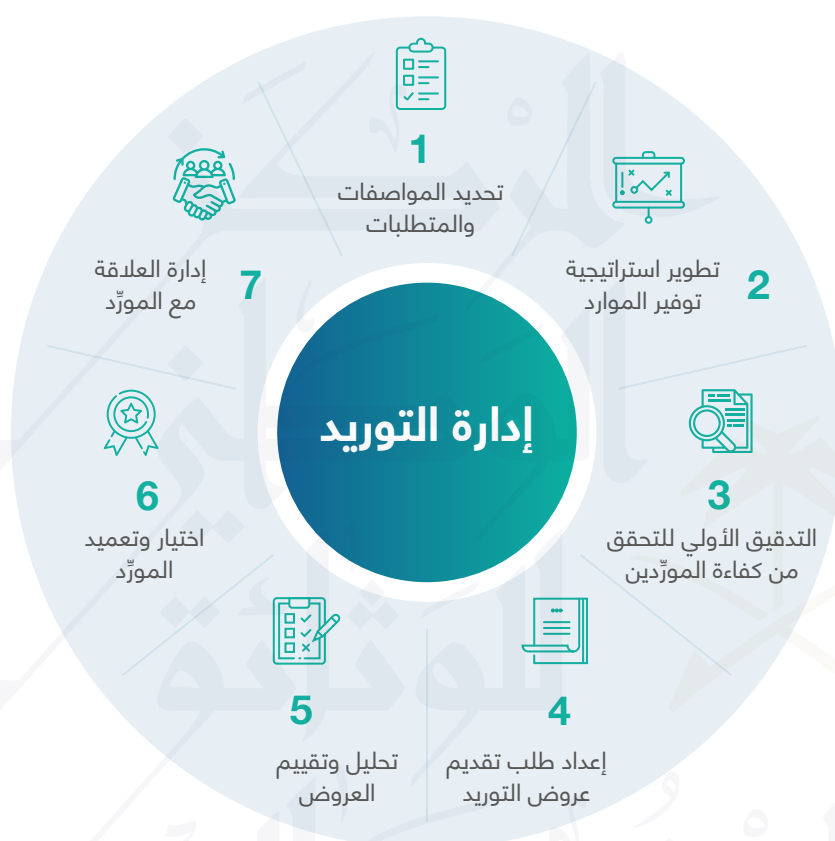 1
تحديد المواصفات
والمتطلبات
2
تطوير استراتيجية
توفير الموارد
3
التدقيق الأولي للتحقق
من كفاءة المورِّدين
4
إعداد طلب تقديم
عروض التوريد
5
تحليل وتقييم
العروض
6
اختيار وتعميد
المورِّد
7
إدارة العلاقة
مع المورِّد
إدارة التوريد